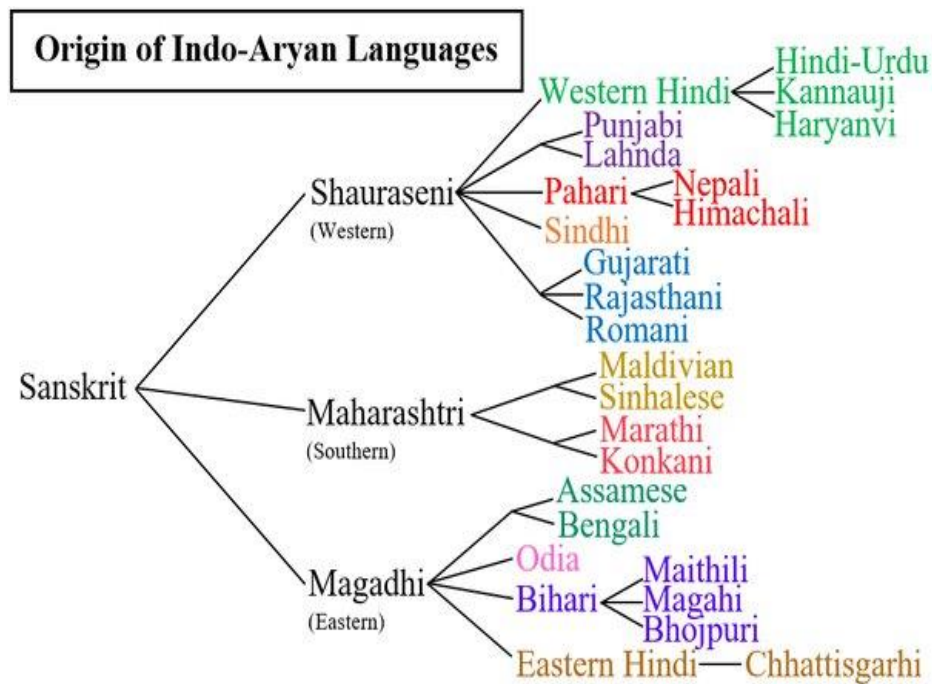 Origin of Indo-Aryan Languages
Sanskrit
Shauraseni
(Western)
Western Hindi
Hindi-Urdu
Kannauji
Haryanvi
Punjabi
Lahnda
Pahari
Nepali
Himachali
Sindhi
Gujarati
Rajasthani
Romani
Maharashtri
(Southern)
Maldivian
Sinhalese
Marathi
Konkani
Magadhi
(Eastern)
Assamese
Bengali
Odia
Bihari
Maithili
Magahi
Bhojpuri
Eastern Hindi
Chhattisgarhi